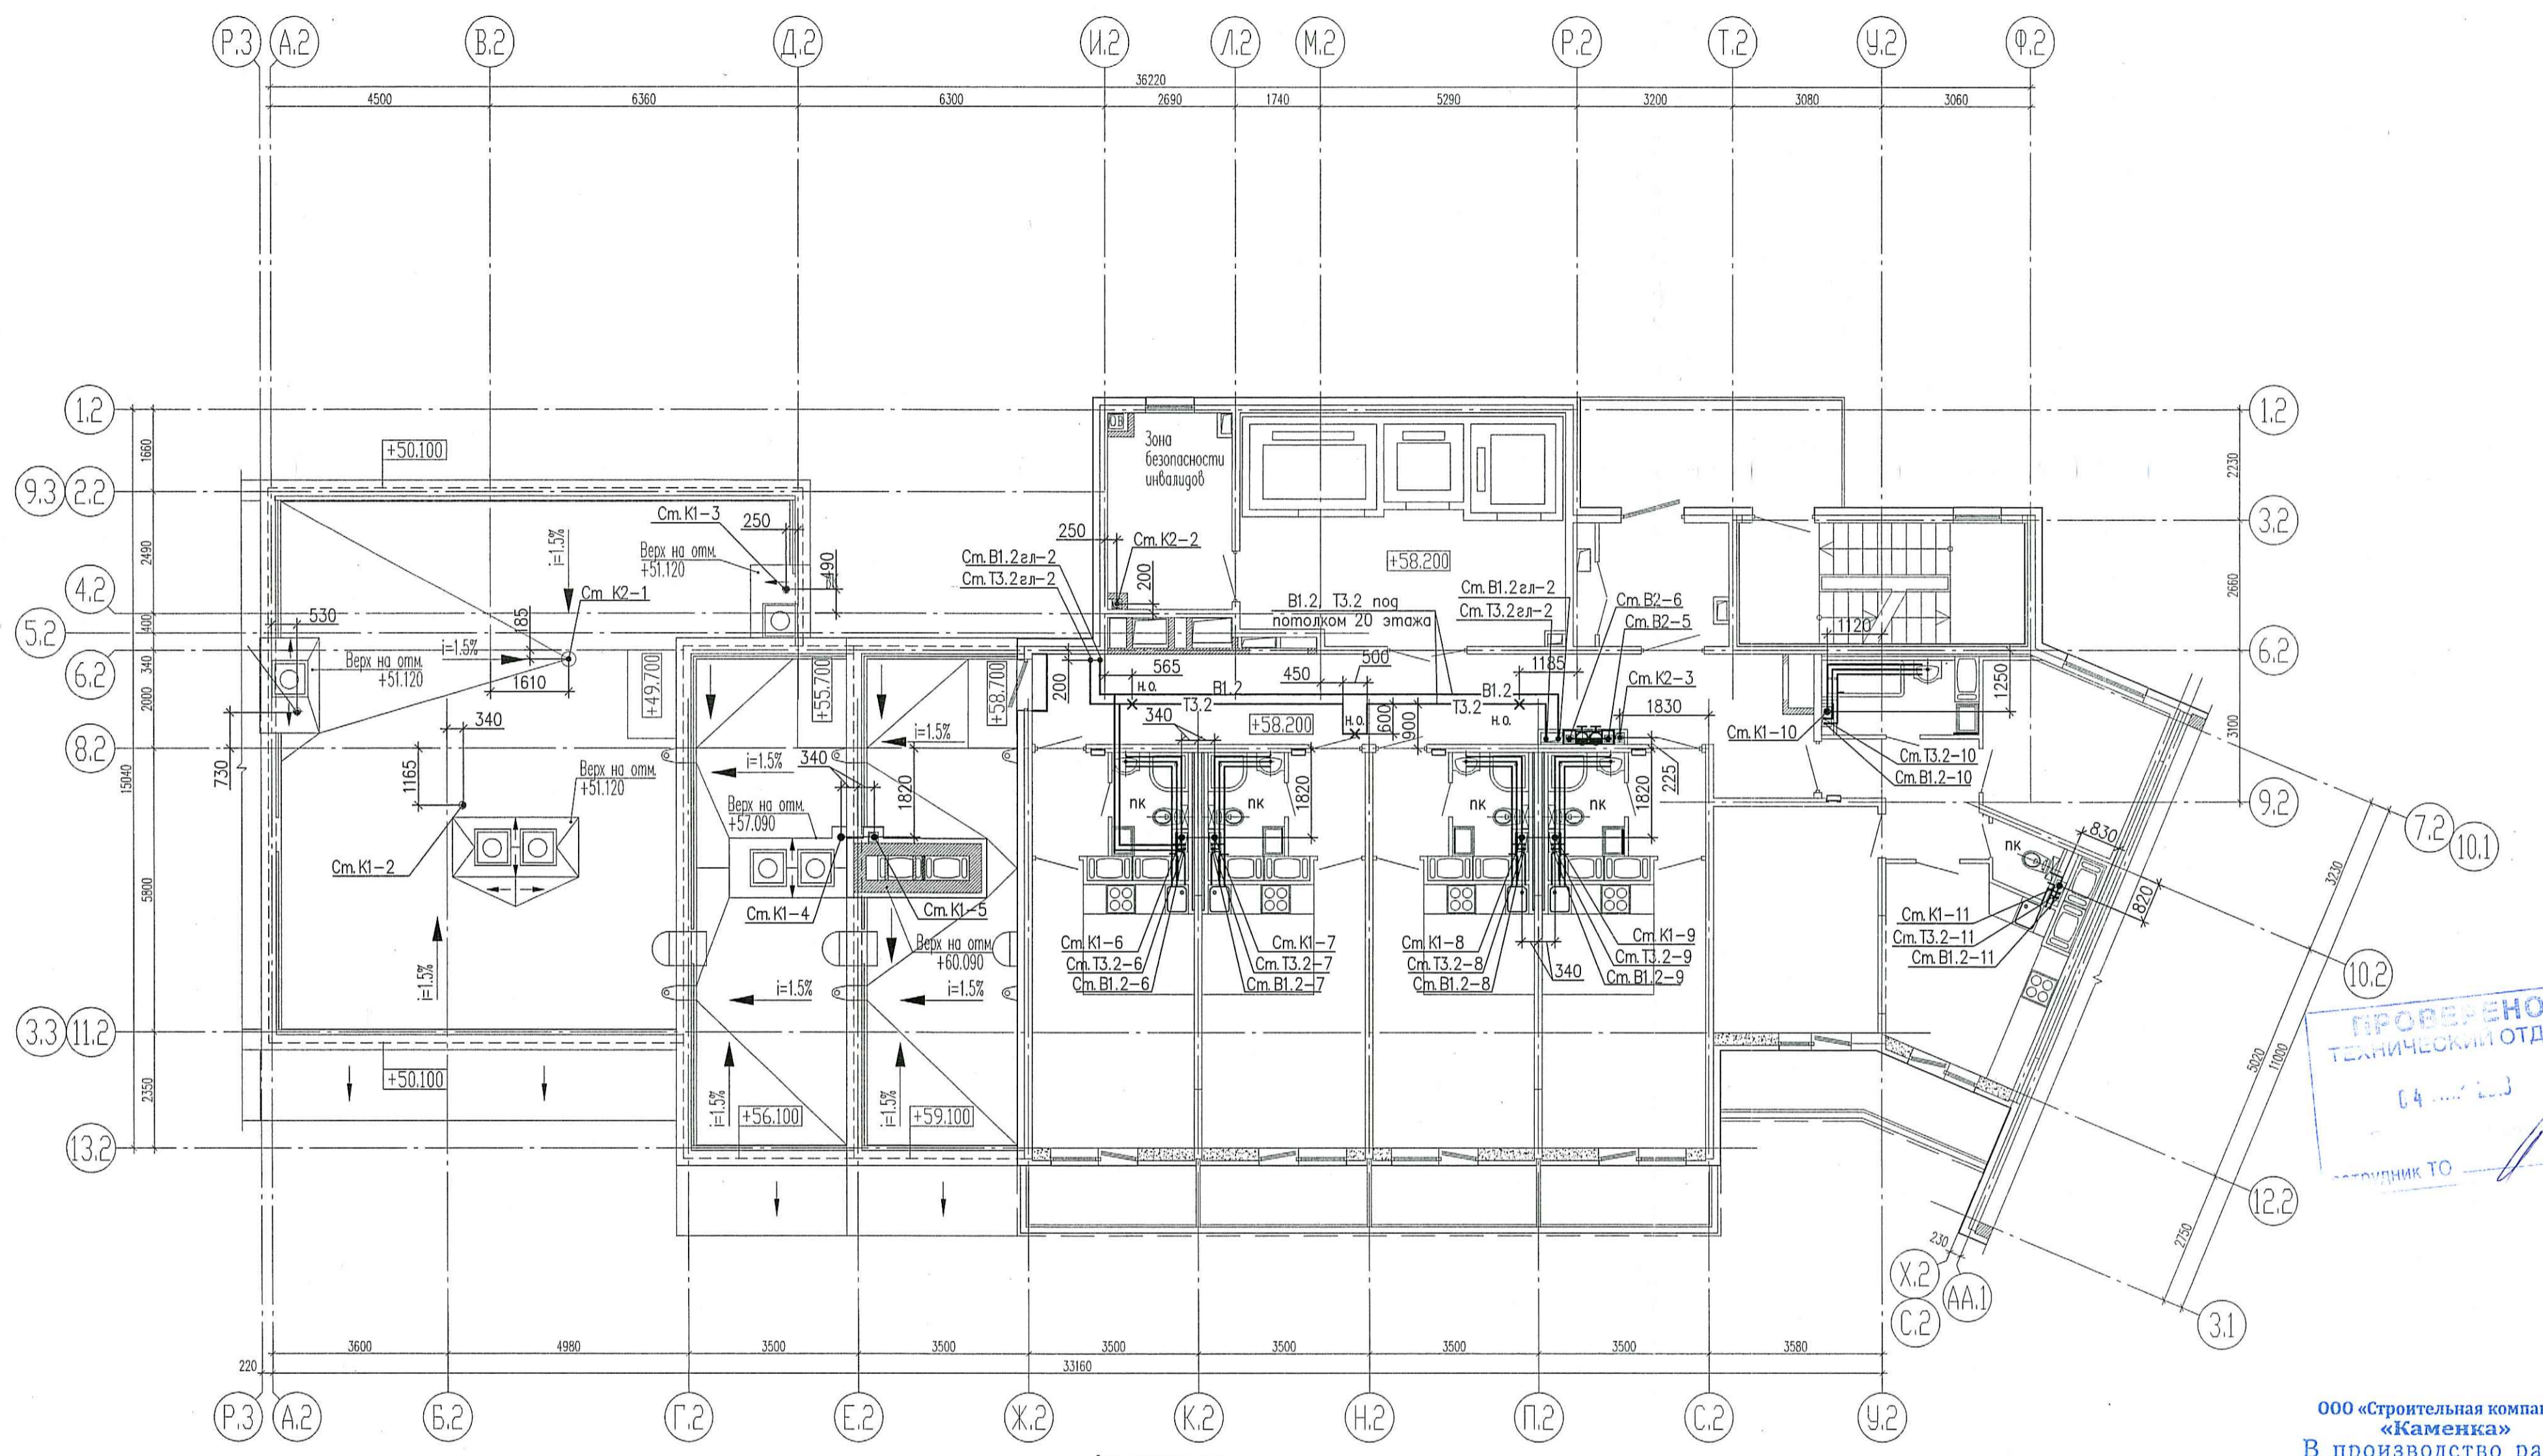 Р.3 А.2 В.2 Д.2 И.2 Л.2 М.2 Р.2 Т.2 У.2 Ф.2
36220
4500 6360 6300 2690 1740 5290 3200 3080 3060
1.2 1.2
1660
+50.100
ОВ
Зона
безопасности
инвалидов
2230
9.3 2.2
Ст.К1-3
250
3.2
2490
i=1.5%
Верх на отм.
+51.120
490
250
Ст.К2-2
Ст.В1.2гл-2
Ст.Т3.2гл-2
200
+58.200
В1.2, Т3.2 под
потолком 20 этажа
Ст.В1.2гл-2
Ст.Т3.2гл-2
Ст.В2-6
Ст.В2-5
2660
4.2
Ст К2-1
530
185
400
5.2
1120
6.2
340
i=1.5%
Верх на отм.
+51.120
1610
+49.700
+55.700
+58.700
200
565
н.о.
В1.2
Т3.2
450
500
1185
В1.2
Т3.2
н.о.
н.о.
600
900
Ст.К2-3
1830
1250
6.2
2000
340
340
+58.200
Ст.К1-10
3100
8.2
730
1165
i=1.5%
i=1.5%
340
1820
1820
1820
225
Ст.Т3.2-10
Ст.В1.2-10
15040
Верх на отм.
+51.120
Верх на отм.
+57.090
пк пк пк пк
9.2
7.2
10.1
830
пк
820
3230
Ст.К1-2
5800
Ст.К1-4
Ст.К1-5
Верх на отм.
+60.090
Ст.К1-6
Ст.Т3.2-6
Ст.В1.2-6
Ст.К1-7
Ст.Т3.2-7
Ст.В1.2-7
Ст.К1-8
Ст.Т3.2-8
Ст.В1.2-8
Ст.К1-9
Ст.Т3.2-9
Ст.В1.2-9
340
Ст.К1-11
Ст.Т3.2-11
Ст.В1.2-11
10.2
i=1.5%
i=1.5%
i=1.5%
3.3 11.2
ПРОВЕРЕНО
ТЕХНИЧЕСКИЙ ОТД
04
ТО
5020
11000
2350
+50.100
i=1.5%
+56.100
i=1.5%
+59.100
13.2
12.2
2750
230
Х.2
АА.1
С.2
3.1
3600 4980 3500 3500 3500 3500 3500 3500 3580
220
33160
Р.3 А.2 Б.2 Г.2 Е.2 Ж.2 К.2 Н.2 П.2 С.2 У.2
ООО «Строительная компан
«Каменка»
В производство ра